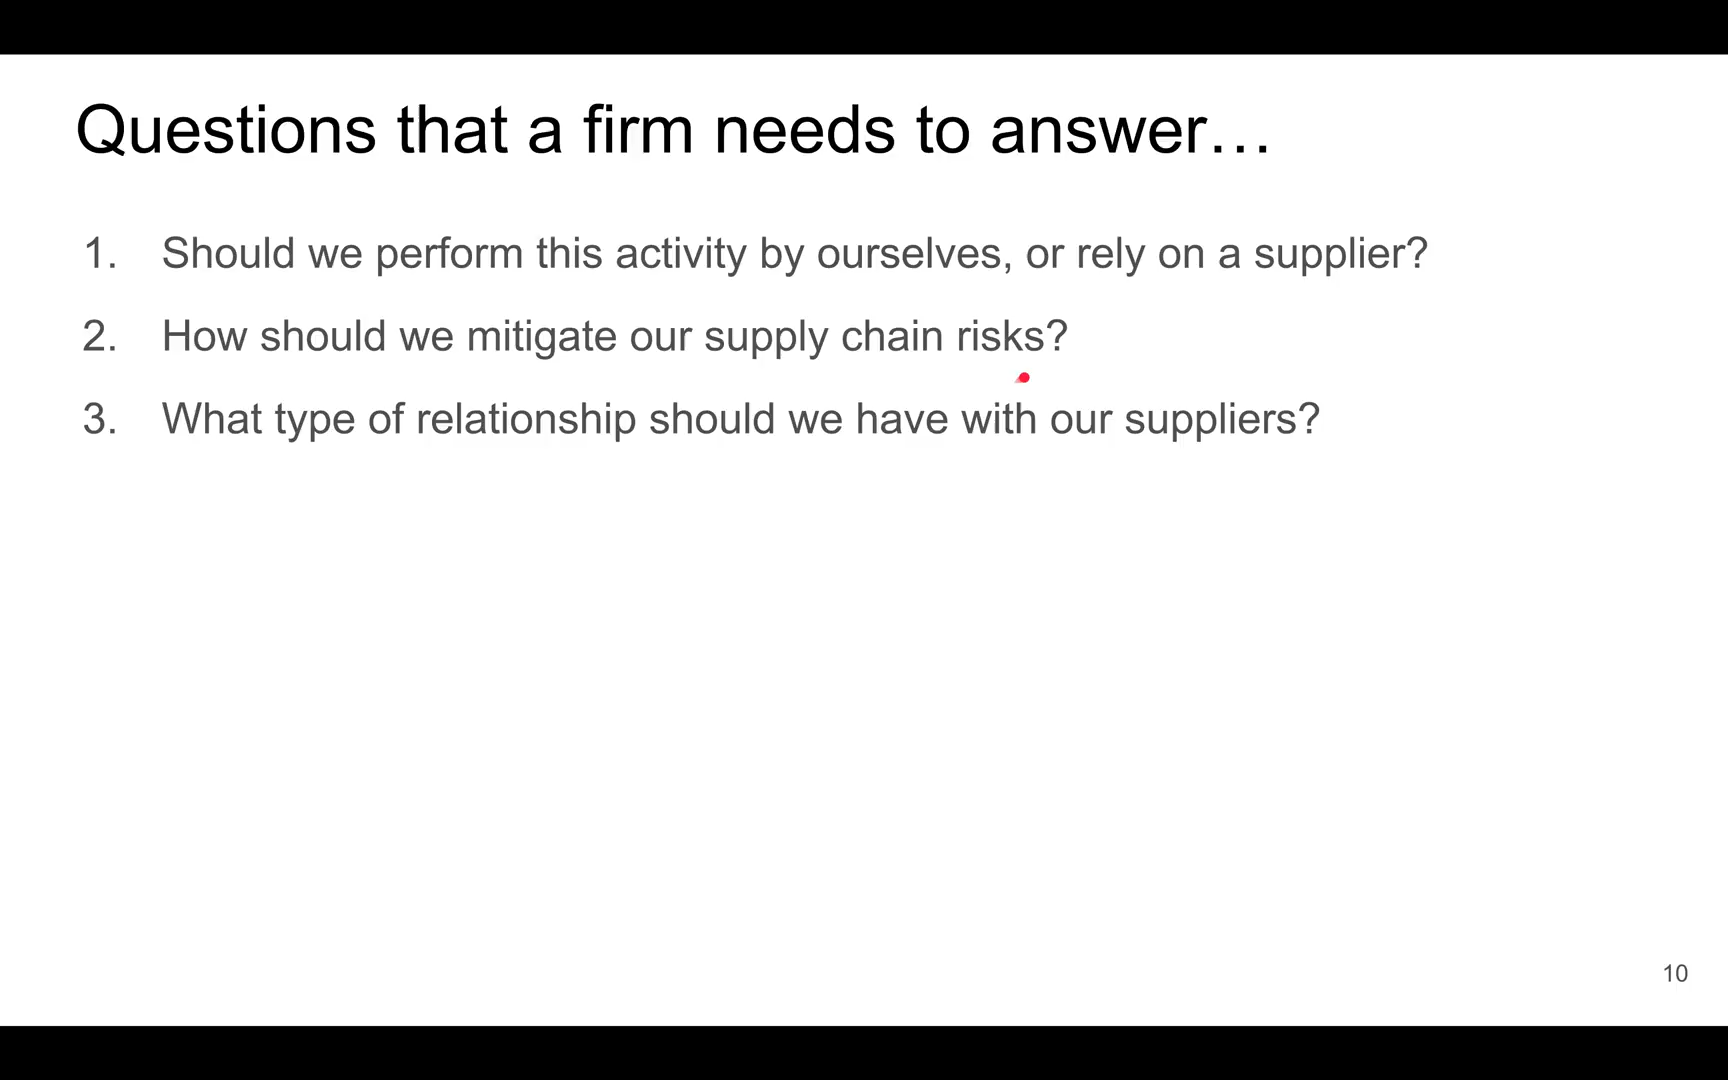 Questions that a firm needs to answer…
1. Should we perform this activity by ourselves, or rely on a supplier?
2. How should we mitigate our supply chain risks?
3. What type of relationship should we have with our suppliers?
10